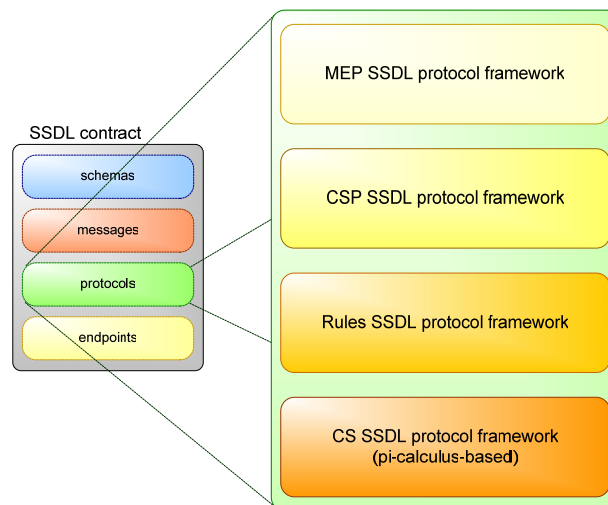 SSDL contract
schemas
messages
protocols
endpoints
MEP SSDL protocol framework
CSP SSDL protocol framework
Rules SSDL protocol framework
CS SSDL protocol framework
(pi-calculus-based)